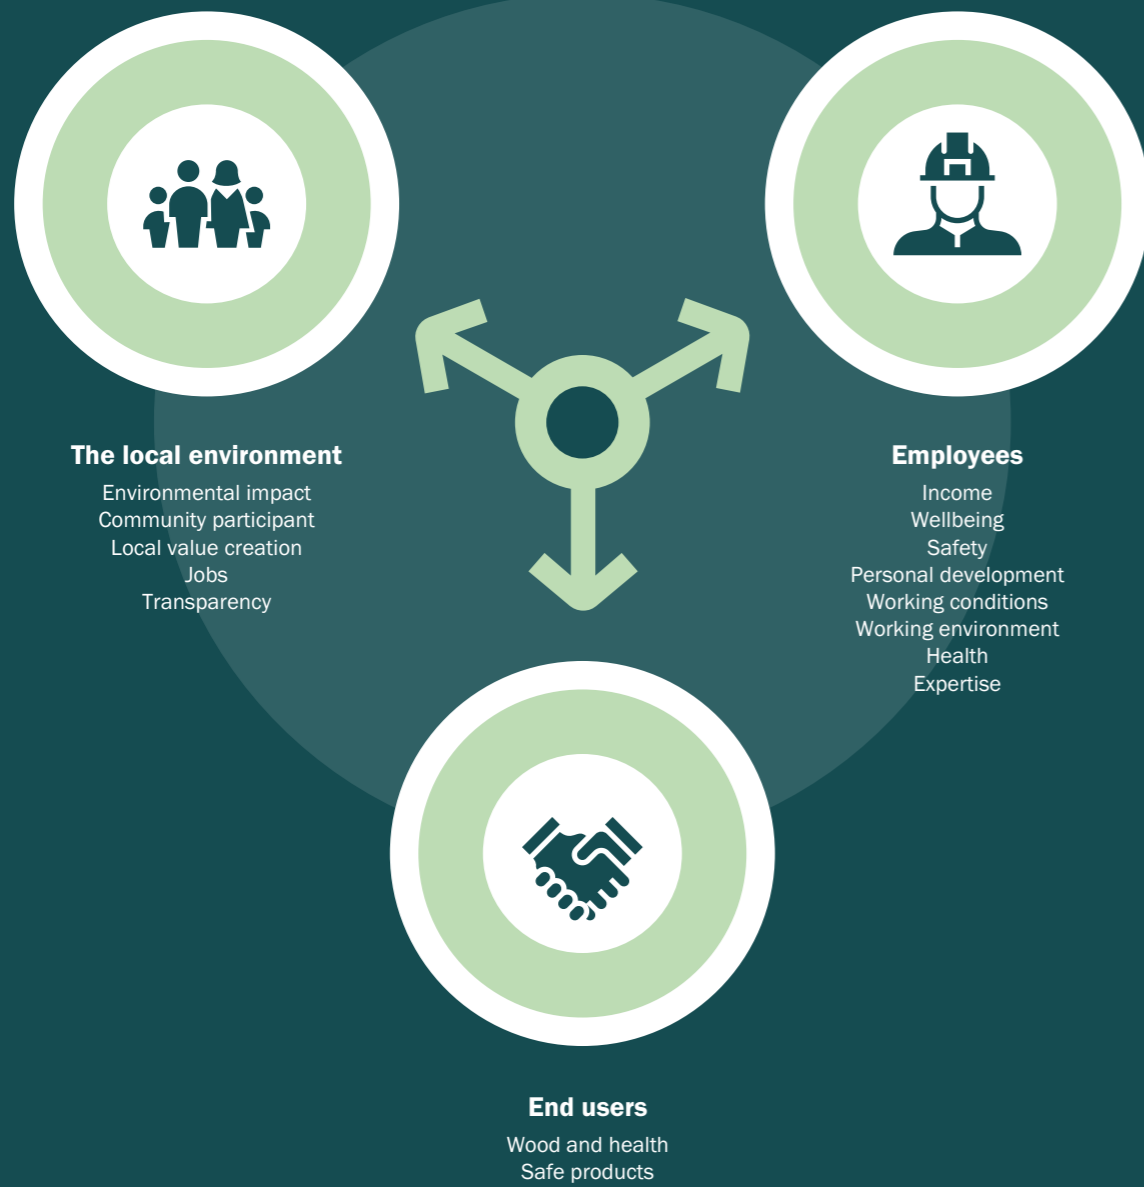 The local environment
Environmental impact
Community participant
Local value creation
Jobs
Transparency
Employees
Income
Wellbeing
Safety
Personal development
Working conditions
Working environment
Health
Expertise
End users
Wood and health
Safe products